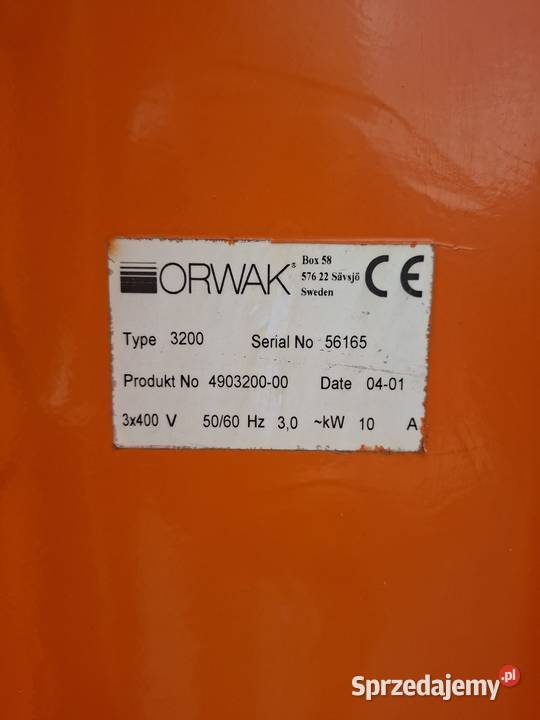 ORWAK®
Box 58
576 22 Sävsjö
Sweden
CE
Type 3200 Serial No 56165
Produkt No 4903200-00 Date 04-01
3x400 V 50/60 Hz 3,0 ~kW 10 A
Sprzedajemy.pl